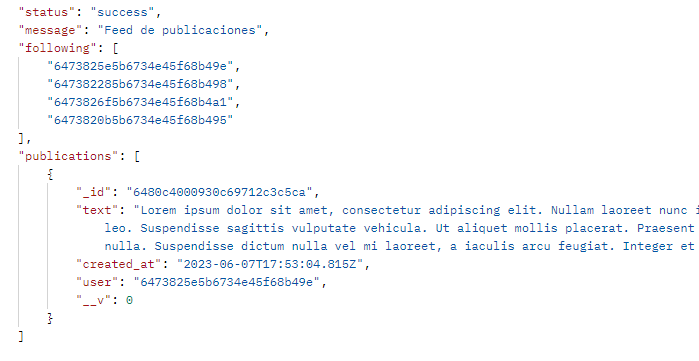 "status": "success",
"message": "Feed de publicaciones",
"following": [
"6473825e5b6734e45f68b49e",
"647382285b6734e45f68b498",
"6473826f5b6734e45f68b4a1",
"6473820b5b6734e45f68b495"
],
"publications": [
{
"_id": "6480c4000930c69712c3c5ca",
"text": "Lorem ipsum dolor sit amet, consectetur adipiscing elit. Nullam laoreet nunc i
leo. Suspendisse sagittis vulputate vehicula. Ut aliquet mollis placerat. Praesent
nulla. Suspendisse dictum nulla vel mi laoreet, a iaculis arcu feugiat. Integer et
"created_at": "2023-06-07T17:53:04.815Z",
"user": "6473825e5b6734e45f68b49e",
"__v": 0
}
]